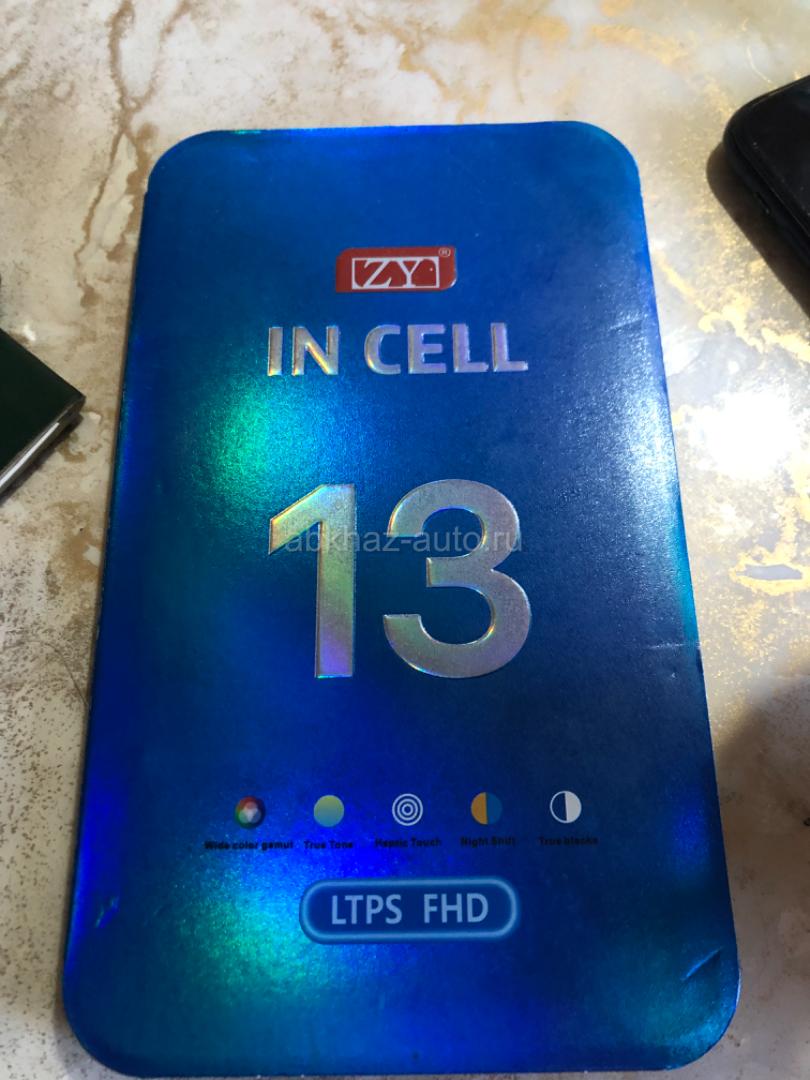 ZY®
IN CELL
13
abkhaz-auto.ru
Wide color gamut True Tone Haptic Touch Night Shift True blacks
LTPS FHD